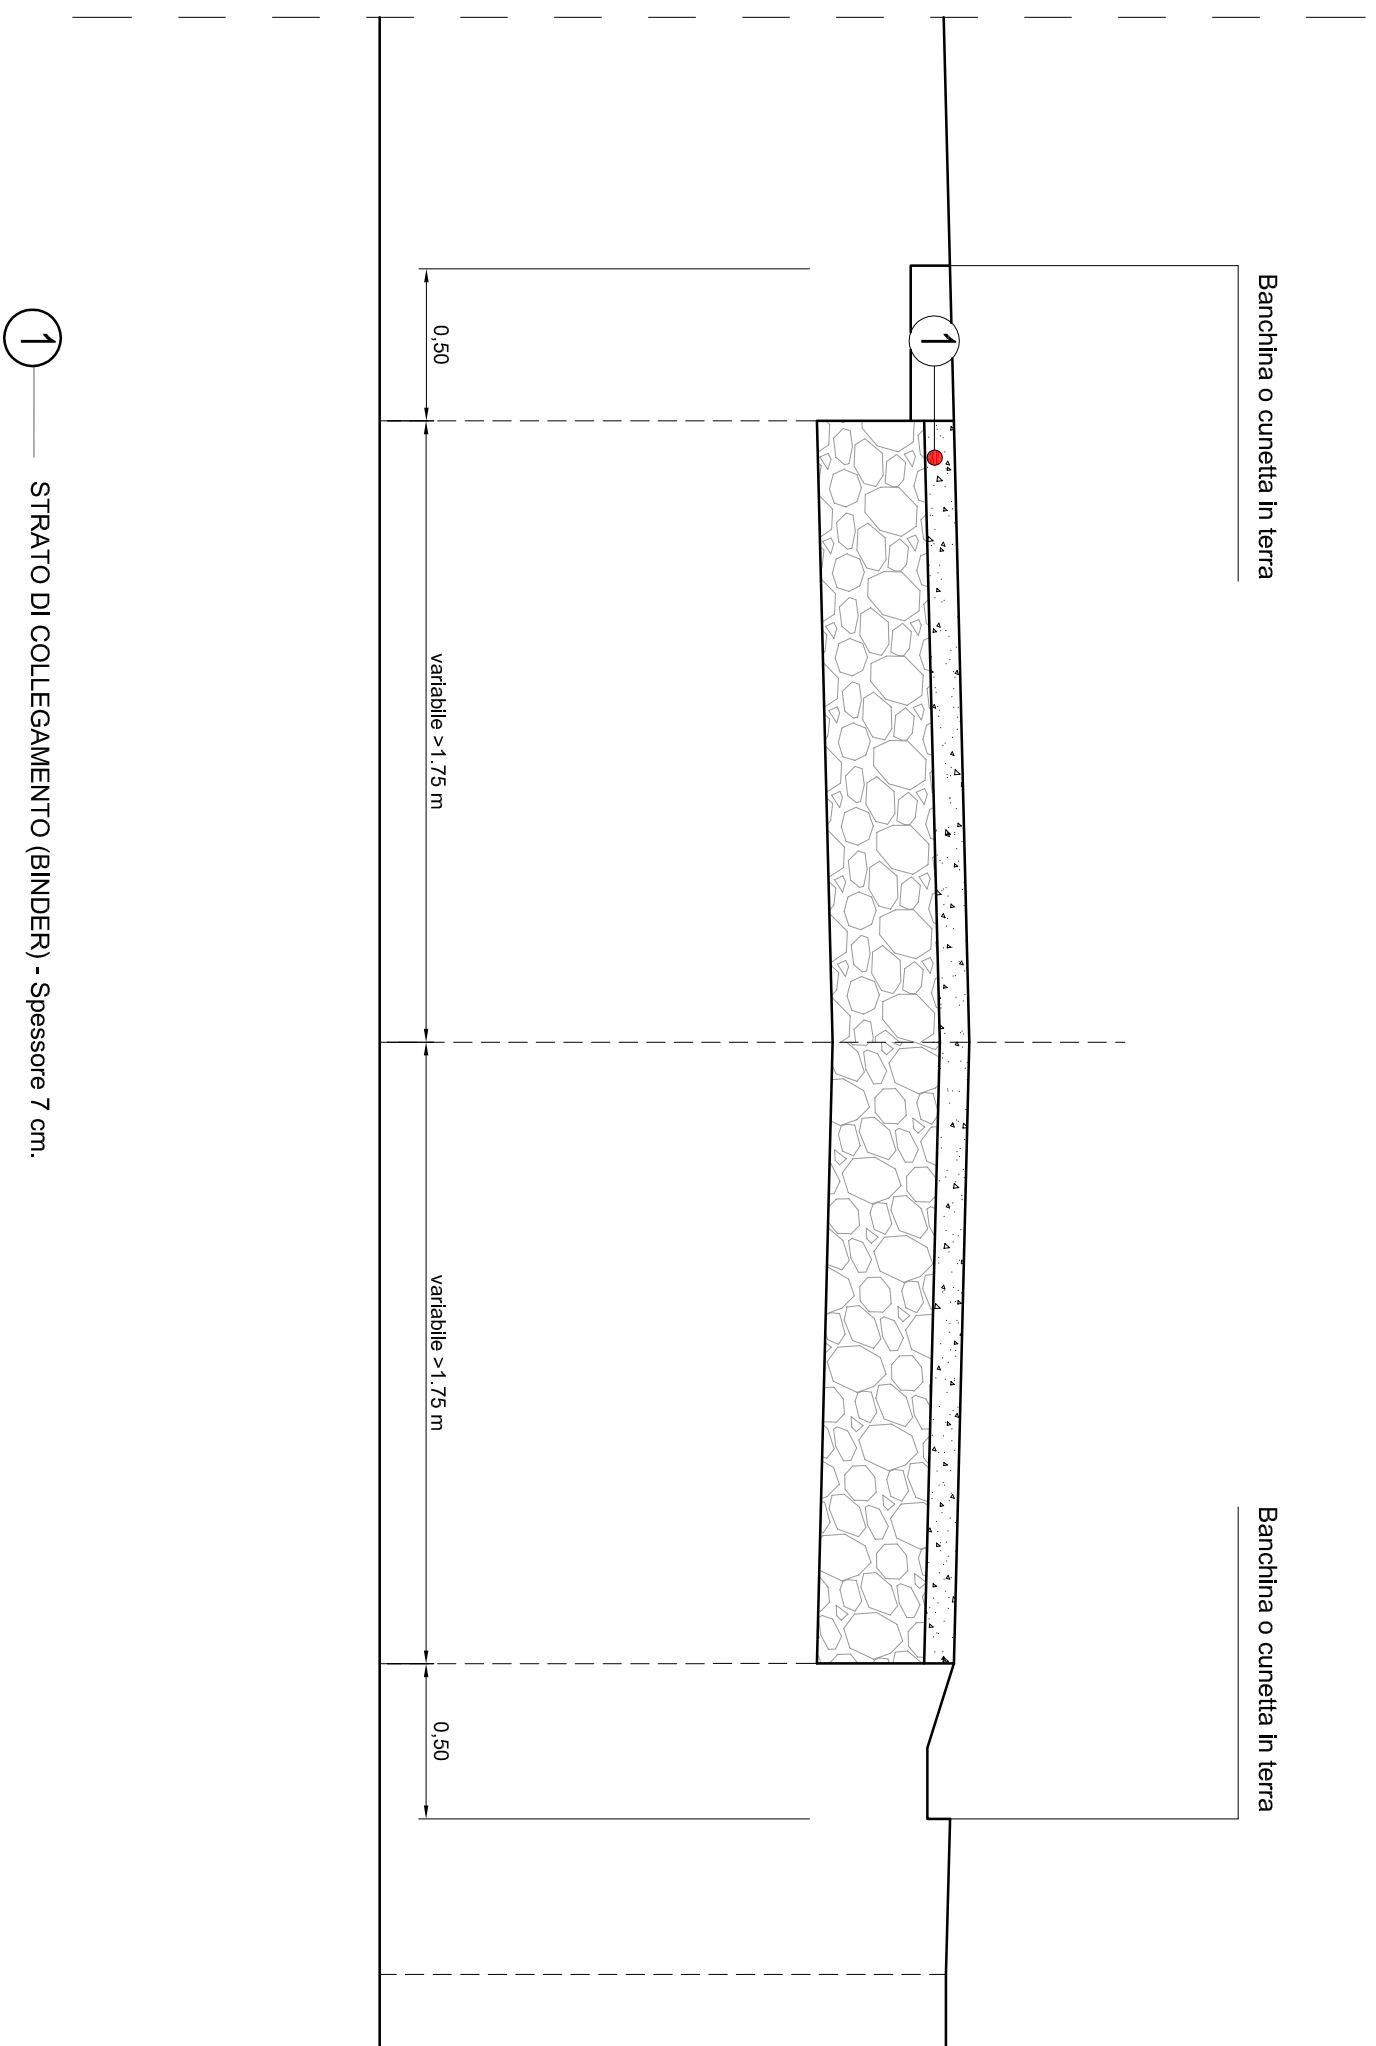 Banchina o cunetta in terra
Banchina o cunetta in terra
1
0,50
variabile >1.75 m
variabile >1.75 m
0,50
1
STRATO DI COLLEGAMENTO (BINDER) - Spessore 7 cm.